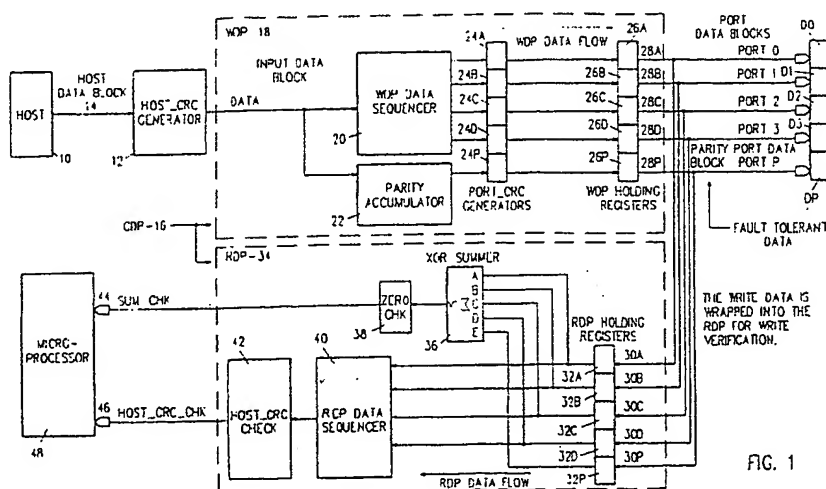 WDP 18
24A
WDP DATA FLOW
26A
PORT
DATA BLOCKS
D0
28A
PORT 0
HOST
DATA BLOCK
14
HOST
10
HOST_CRC
GENERATOR
12
DATA
INPUT DATA
BLOCK
WDP DATA
SEQUENCER
20
24B
26B
28B
PORT 1
D1
24C
26C
28C
PORT 2
D2
24D
26D
28D
PORT 3
D3
24P
26P
28P
PARITY PORT DATA
BLOCK PORT P
DP
PARITY
ACCUMULATOR
22
PORT_CRC
GENERATORS
WDP HOLDING
REGISTERS
FAULT TOLERANT
DATA
CDP-16
RDP-34
XOR SUMMER
A
B
C
D
E
Σ
36
ZERO
CHK
38
44
SUM_CHK
MICRO-
PROCESSOR
48
46
HOST_CRC_CHK
42
HOST_CRC
CHECK
40
RDP DATA
SEQUENCER
RDP HOLDING
REGISTERS
32A
30A
32B
30B
32C
30C
32D
30D
32P
30P
RDP DATA FLOW
THE WRITE DATA IS
WRAPPED INTO THE
RDP FOR WRITE
VERIFICATION.
FIG. 1